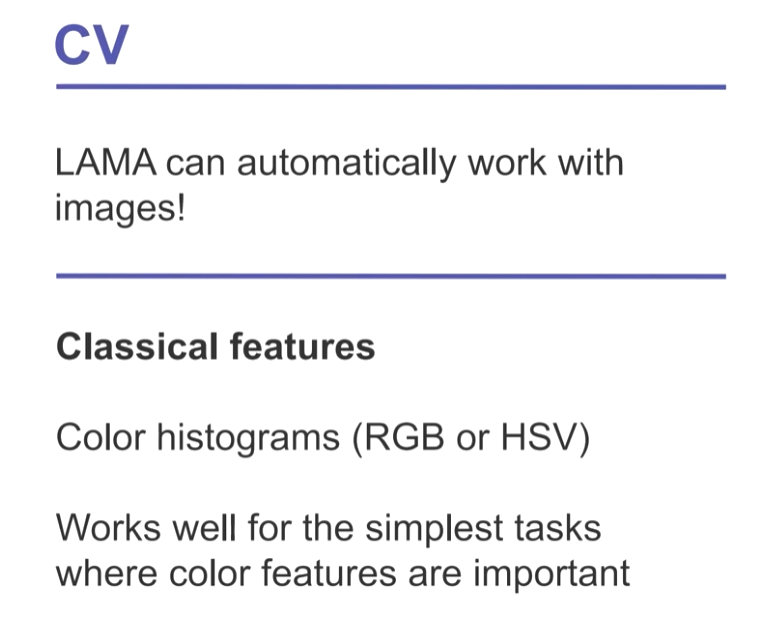 CV
LAMA can automatically work with
images!
Classical features
Color histograms (RGB or HSV)
Works well for the simplest tasks
where color features are important